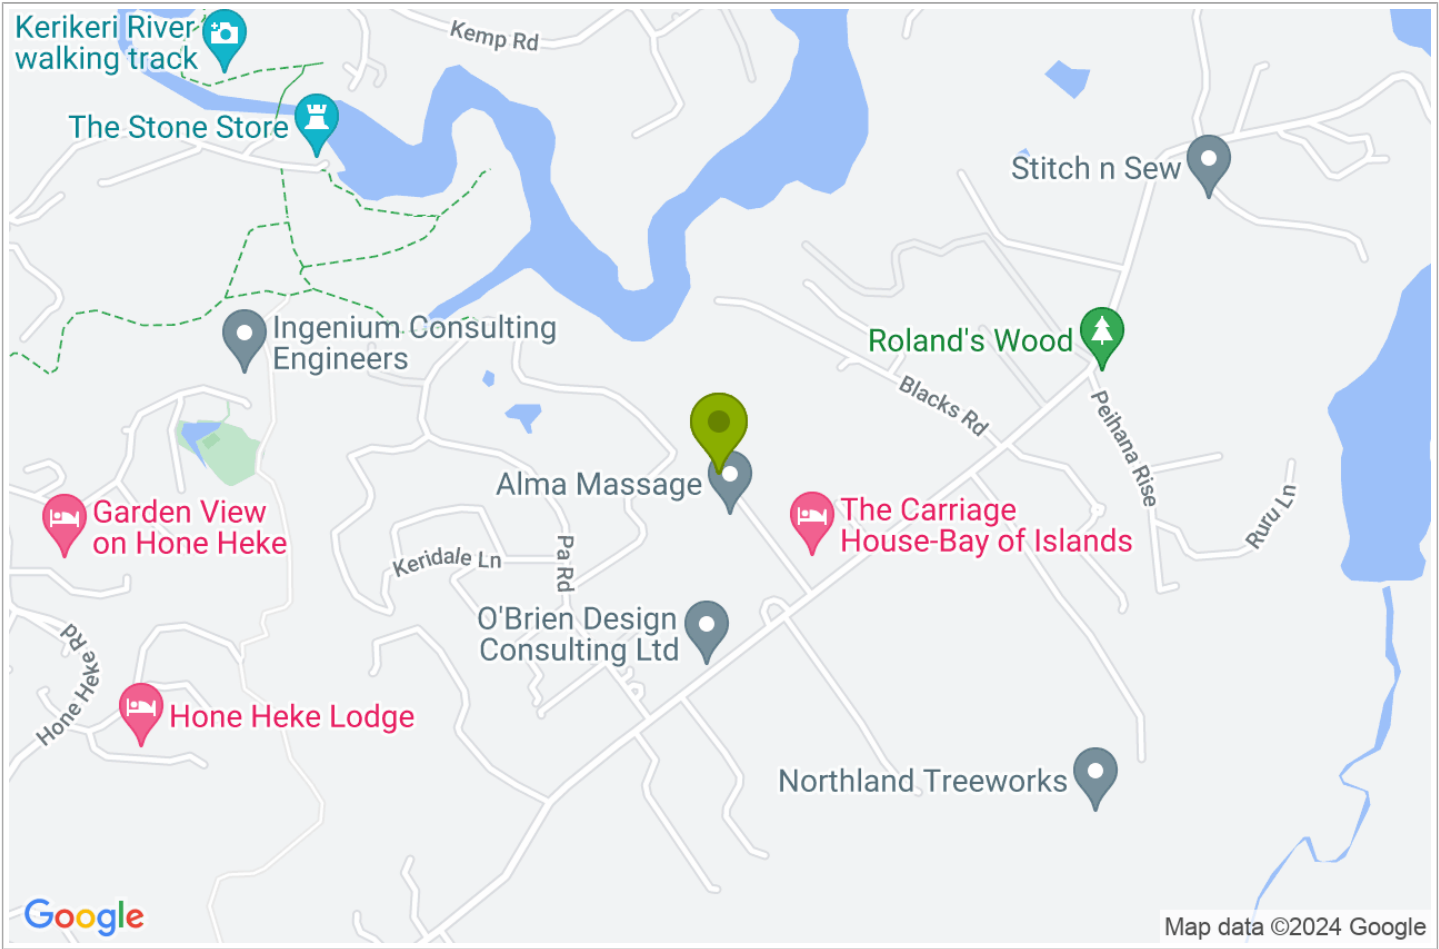 Kerikeri River
walking track
Kemp Rd
The Stone Store
Stitch n Sew
Ingenium Consulting
Engineers
Roland's Wood
Blacks Rd
Peihana Rise
Alma Massage
Garden View
on Hone Heke
The Carriage
House-Bay of Islands
Ruru Ln
Keridale Ln
Pa Rd
O'Brien Design
Consulting Ltd
Hone Heke Rd
Hone Heke Lodge
Northland Treeworks
Google
Map data ©2024 Google